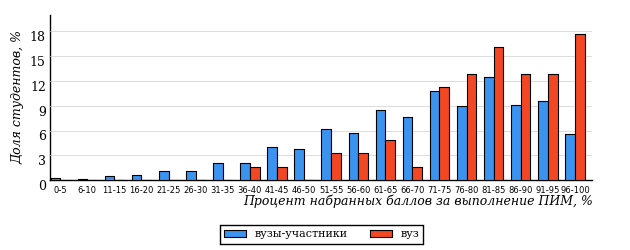 Доля студентов, %
18
15
12
9
6
3
0
0-5 6-10 11-15 16-20 21-25 26-30 31-35 36-40 41-45 46-50 51-55 56-60 61-65 66-70 71-75 76-80 81-85 86-90 91-95 96-100
Процент набранных баллов за выполнение ПИМ, %
вузы-участники вуз